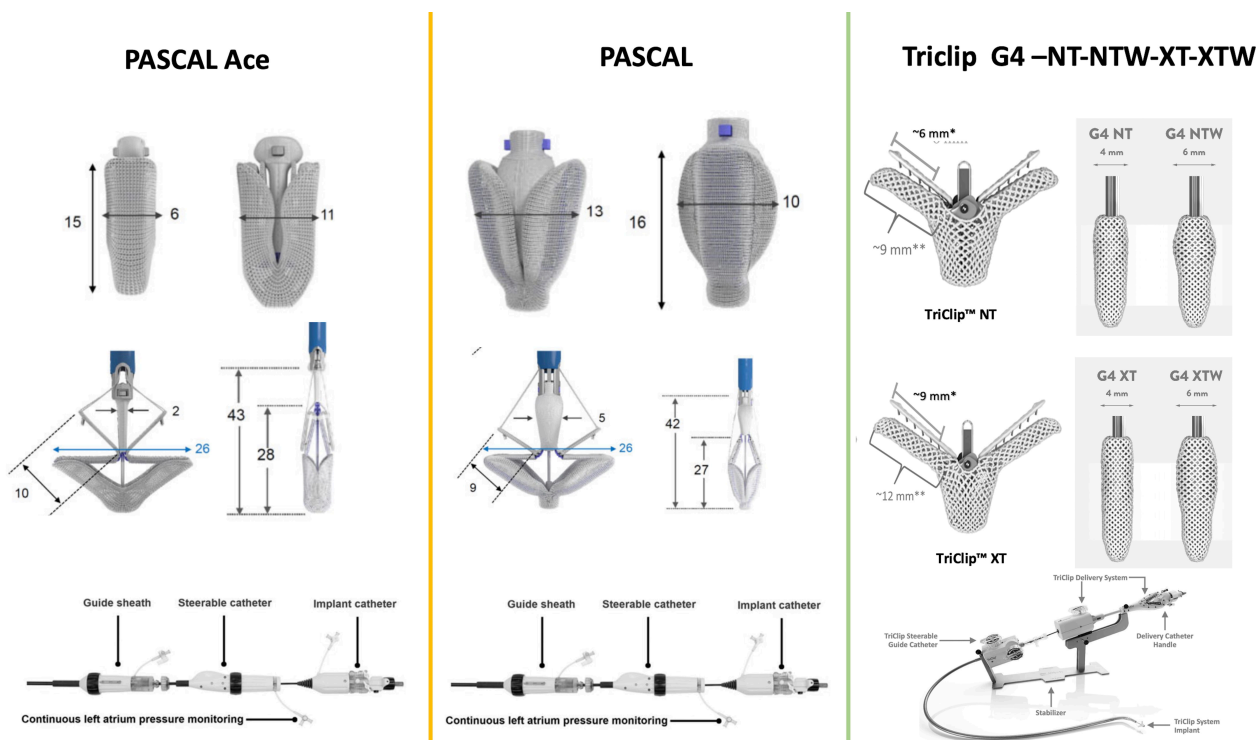 PASCAL Ace
15
6
11
2
26
10
43
28
Guide sheath
Steerable catheter
Implant catheter
Continuous left atrium pressure monitoring
PASCAL
13
16
10
5
26
9
42
27
Guide sheath
Steerable catheter
Implant catheter
Continuous left atrium pressure monitoring
Triclip G4 –NT-NTW-XT-XTW
~6 mm*
~9 mm**
TriClip™ NT
G4 NT
4 mm
G4 NTW
6 mm
~9 mm*
~12 mm**
TriClip™ XT
G4 XT
4 mm
G4 XTW
6 mm
TriClip Delivery System
TriClip Steerable
Guide Catheter
Delivery Catheter
Handle
Stabilizer
TriClip System
Implant